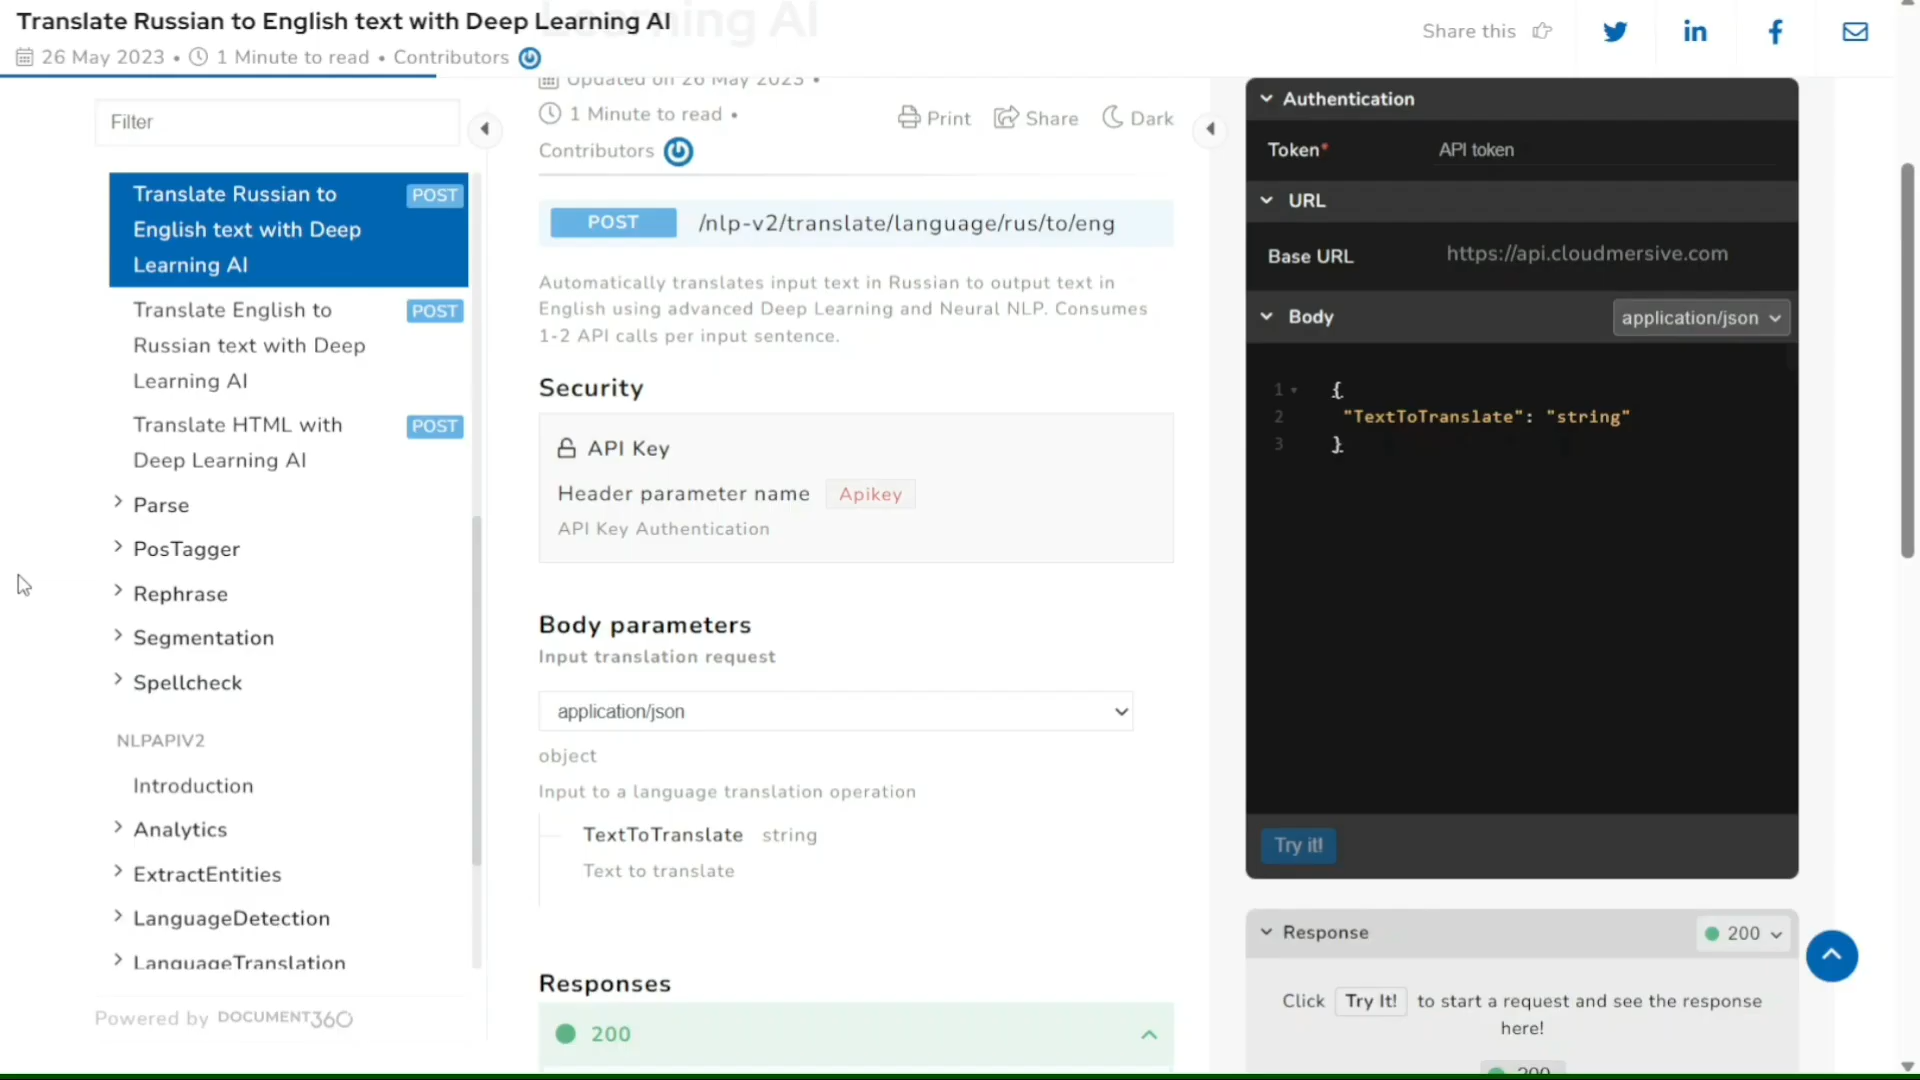 Translate Russian to English text with Deep Learning AI
26 May 2023 • 1 Minute to read • Contributors
Share this
Learning AI
Filter
Translate Russian to English text with Deep Learning AI
POST
Translate English to Russian text with Deep Learning AI
POST
Translate HTML with Deep Learning AI
POST
Parse
PosTagger
Rephrase
Segmentation
Spellcheck
NLPAPIV2
Introduction
Analytics
ExtractEntities
LanguageDetection
LanguageTranslation
Powered by DOCUMENT360
Updated on 26 May 2023 •
1 Minute to read •
Contributors
Print
Share
Dark
POST /nlp-v2/translate/language/rus/to/eng
Automatically translates input text in Russian to output text in
English using advanced Deep Learning and Neural NLP. Consumes
1-2 API calls per input sentence.
Security
API Key
Header parameter name Apikey
API Key Authentication
Body parameters
Input translation request
application/json
object
Input to a language translation operation
TextToTranslate string
Text to translate
Responses
200
Authentication
Token* API token
URL
Base URL https://api.cloudmersive.com
Body application/json
1 {
2 "TextToTranslate": "string"
3 }
Try it!
Response 200
Click Try It! to start a request and see the response
here!
200